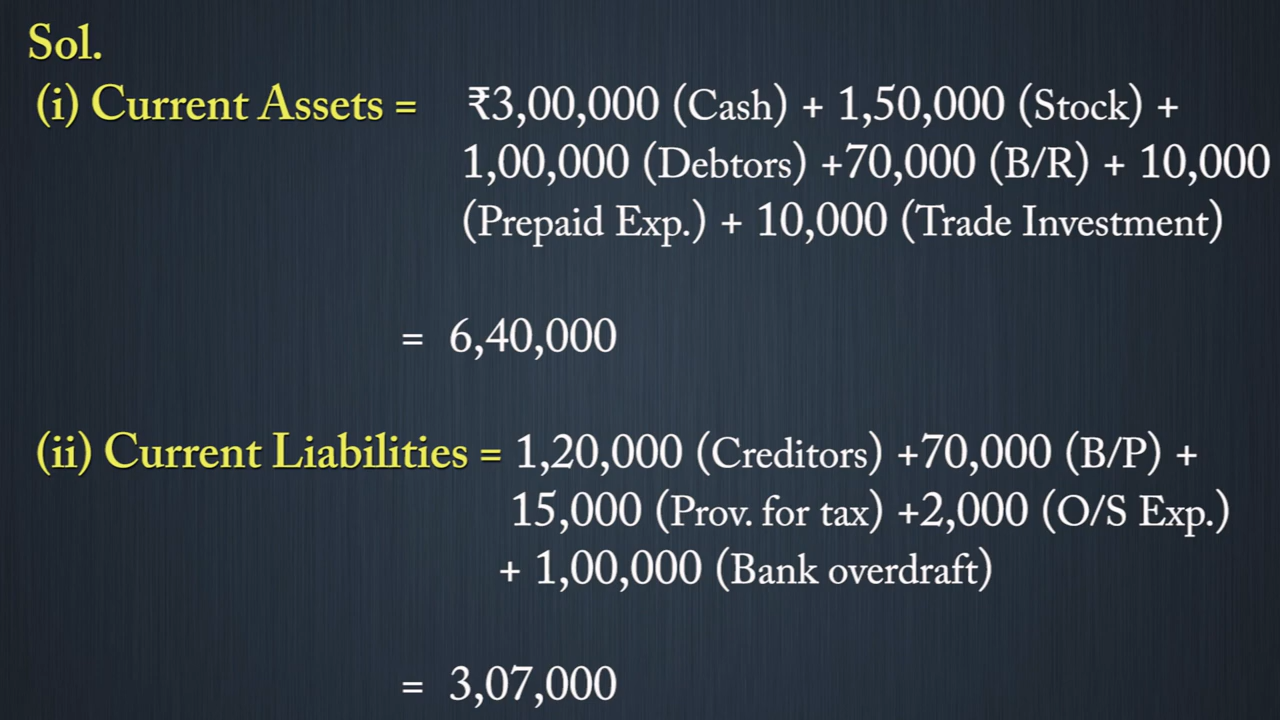 Sol.
(i) Current Assets = ₹3,00,000 (Cash) + 1,50,000 (Stock) +
1,00,000 (Debtors) +70,000 (B/R) + 10,000
(Prepaid Exp.) + 10,000 (Trade Investment)
= 6,40,000
(ii) Current Liabilities = 1,20,000 (Creditors) +70,000 (B/P) +
15,000 (Prov. for tax) +2,000 (O/S Exp.)
+ 1,00,000 (Bank overdraft)
= 3,07,000